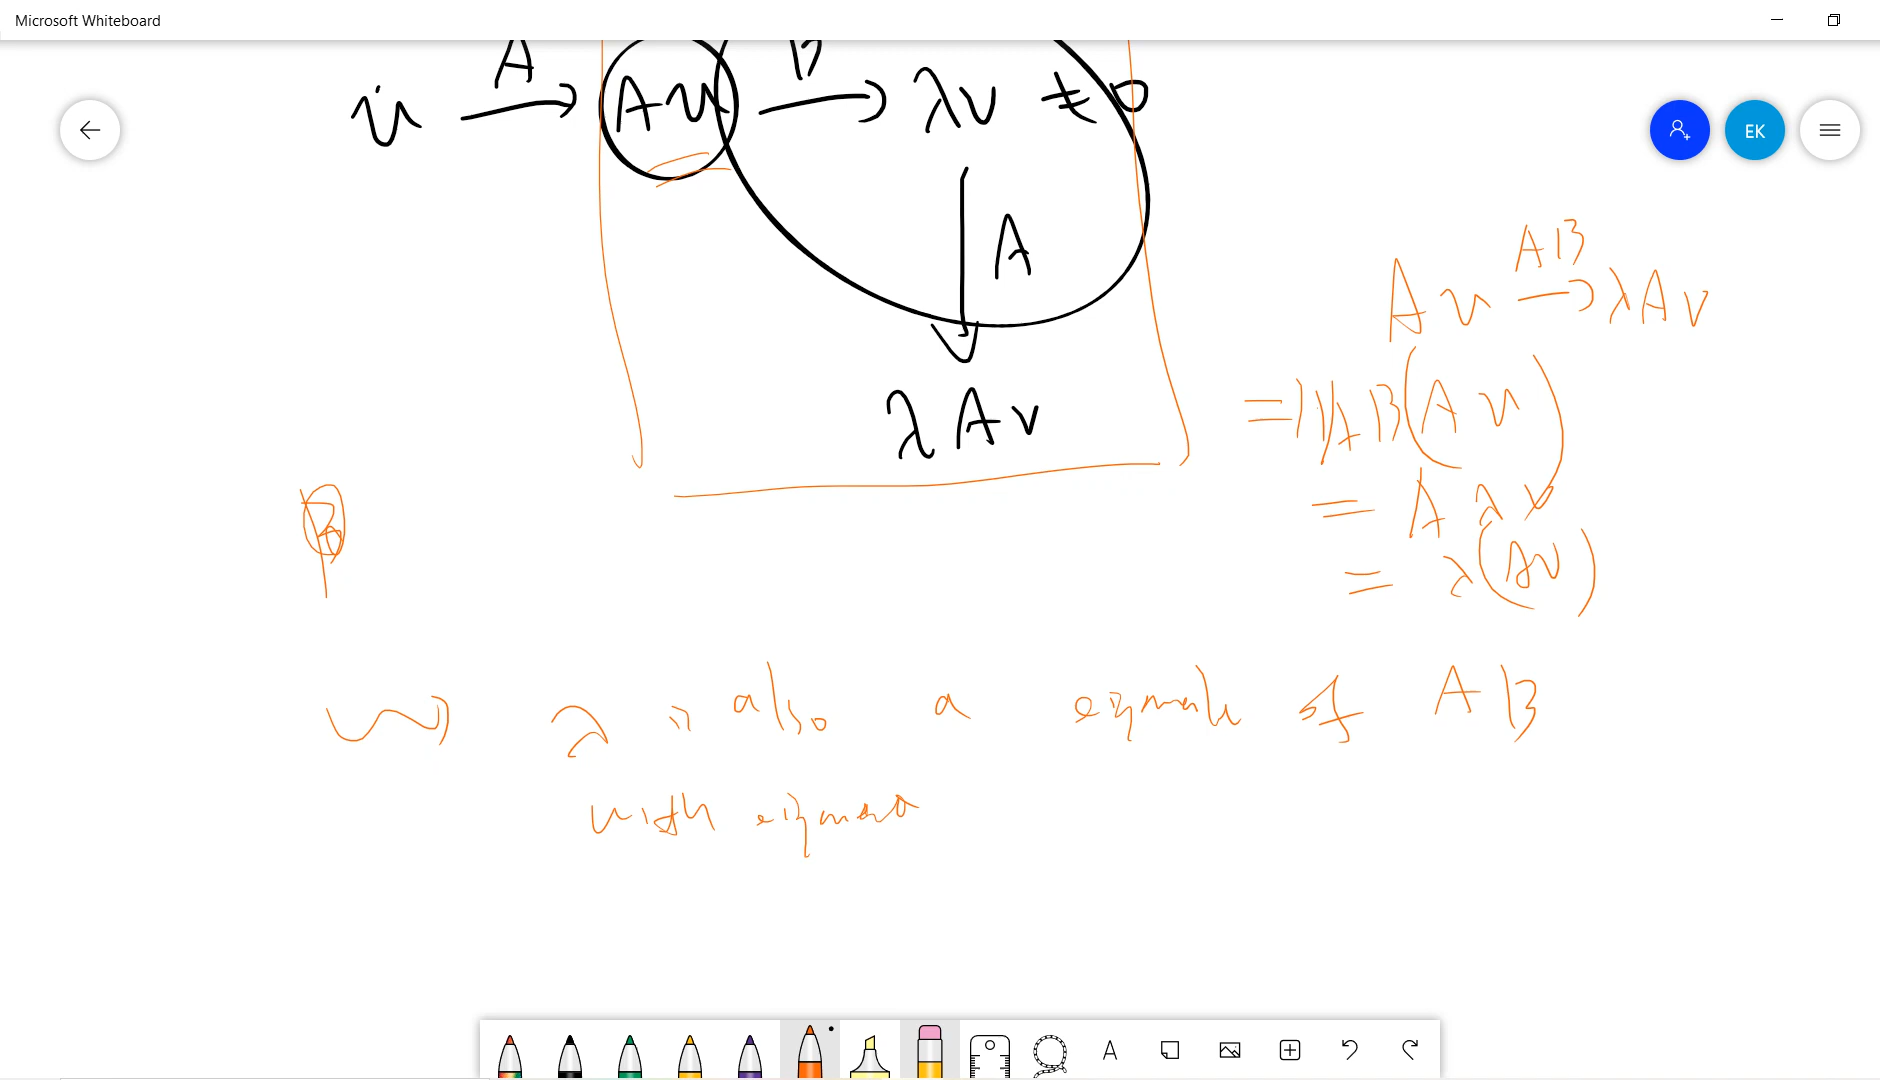 Microsoft Whiteboard
A B
v → Av → λv ≠ 0
EK
A
AB
Av → λAv
= AB(Av)
λAv
= Aλv
= λ(Av)
⇝ λ is also a eigenvalue of AB
with eigenvect
A